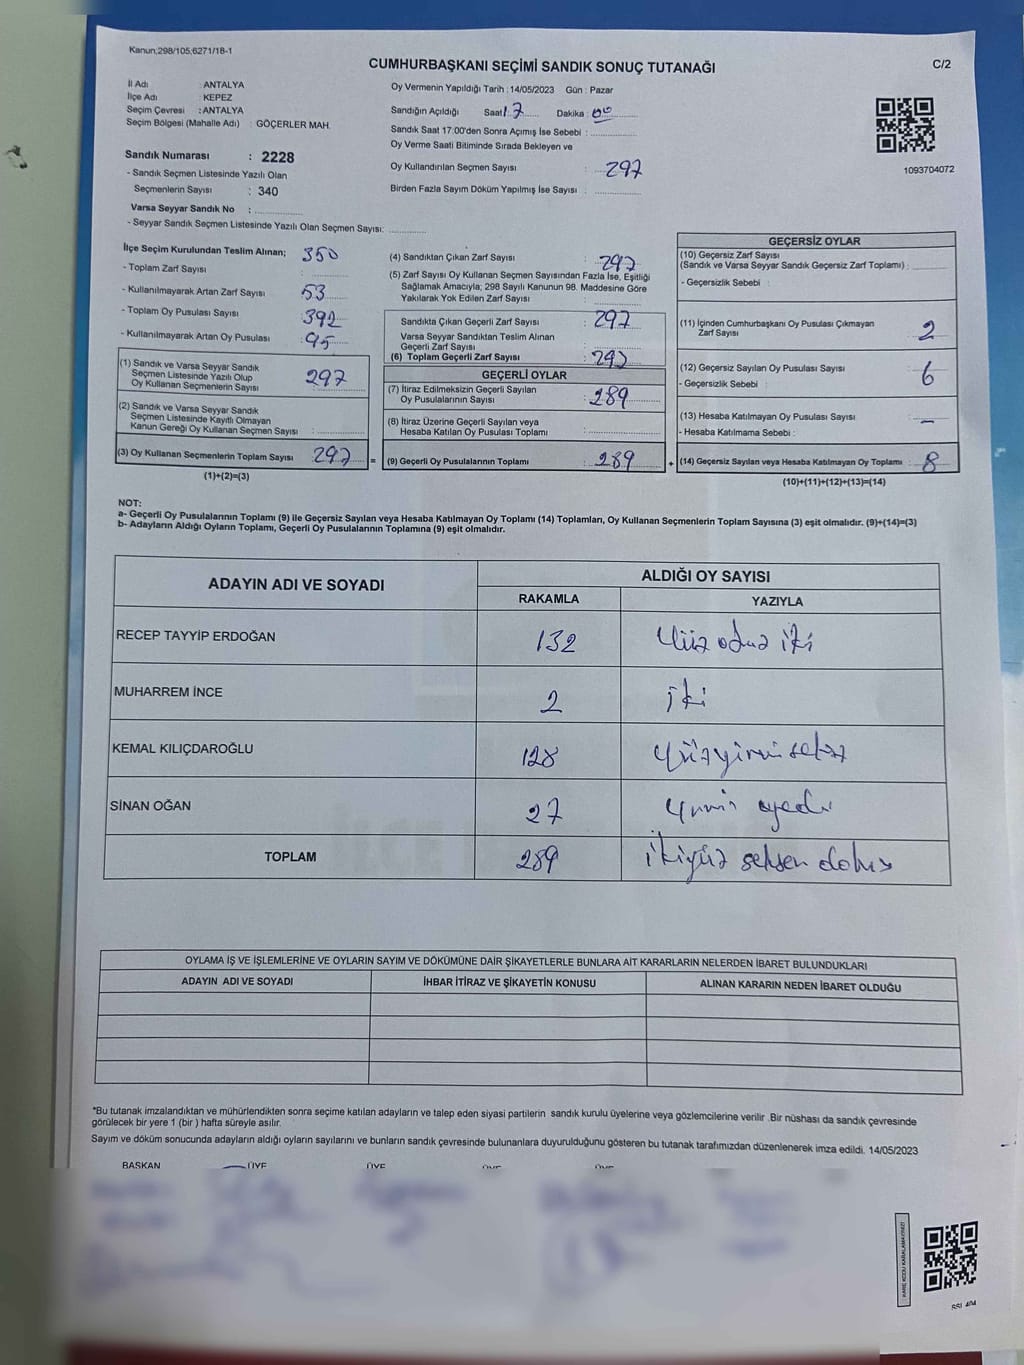 Kanun,298/105,6271/18-1
CUMHURBAŞKANI SEÇİMİ SANDIK SONUÇ TUTANAĞI
C/2
İl Adı : ANTALYA
İlçe Adı : KEPEZ
Seçim Çevresi : ANTALYA
Seçim Bölgesi (Mahalle Adı) : GÖÇERLER MAH.
Sandık Numarası : 2228
- Sandık Seçmen Listesinde Yazılı Olan
Seçmenlerin Sayısı : 340
Varsa Seyyar Sandık No :
- Seyyar Sandık Seçmen Listesinde Yazılı Olan Seçmen Sayısı:
Oy Vermenin Yapıldığı Tarih : 14/05/2023 Gün : Pazar
Sandığın Açıldığı Saat 17 Dakika : 00
Sandık Saat 17:00'den Sonra Açımış İse Sebebi :
Oy Verme Saati Bitiminde Sırada Bekleyen ve
Oy Kullandırılan Seçmen Sayısı : 297
Birden Fazla Sayım Döküm Yapılmış İse Sayısı :
1093704072
İlçe Seçim Kurulundan Teslim Alınan; 350
- Toplam Zarf Sayısı :
- Kullanılmayarak Artan Zarf Sayısı : 53
- Toplam Oy Pusulası Sayısı : 392
- Kullanılmayarak Artan Oy Pusulası : 95
(1) Sandık ve Varsa Seyyar Sandık
Seçmen Listesinde Yazılı Olup
Oy Kullanan Seçmenlerin Sayısı : 297
(2) Sandık ve Varsa Seyyar Sandık
Seçmen Listesinde Kayıtlı Olmayan
Kanun Gereği Oy Kullanan Seçmen Sayısı :
(3) Oy Kullanan Seçmenlerin Toplam Sayısı : 297 =
(1)+(2)=(3)
(4) Sandıktan Çıkan Zarf Sayısı : 297
(5) Zarf Sayısı Oy Kullanan Seçmen Sayısından Fazla İse, Eşitliği
Sağlamak Amacıyla; 298 Sayılı Kanunun 98. Maddesine Göre
Yakılarak Yok Edilen Zarf Sayısı :
Sandıkta Çıkan Geçerli Zarf Sayısı : 297
Varsa Seyyar Sandıktan Teslim Alınan
Geçerli Zarf Sayısı
(6) Toplam Geçerli Zarf Sayısı : 297
GEÇERLİ OYLAR
(7) İtiraz Edilmeksizin Geçerli Sayılan
Oy Pusulalarının Sayısı : 289
(8) İtiraz Üzerine Geçerli Sayılan veya
Hesaba Katılan Oy Pusulası Toplamı :
(9) Geçerli Oy Pusulalarının Toplamı : 289 +
GEÇERSİZ OYLAR
(10) Geçersiz Zarf Sayısı
(Sandık ve Varsa Seyyar Sandık Geçersiz Zarf Toplamı) :
- Geçersizlik Sebebi :
(11) İçinden Cumhurbaşkanı Oy Pusulası Çıkmayan
Zarf Sayısı : 2
(12) Geçersiz Sayılan Oy Pusulası Sayısı : 6
- Geçersizlik Sebebi :
(13) Hesaba Katılmayan Oy Pusulası Sayısı : -
- Hesaba Katılmama Sebebi :
(14) Geçersiz Sayılan veya Hesaba Katılmayan Oy Toplamı : 8
(10)+(11)+(12)+(13)=(14)
NOT:
a- Geçerli Oy Pusulalarının Toplamı (9) ile Geçersiz Sayılan veya Hesaba Katılmayan Oy Toplamı (14) Toplamları, Oy Kullanan Seçmenlerin Toplam Sayısına (3) eşit olmalıdır. (9)+(14)=(3)
b- Adayların Aldığı Oyların Toplamı, Geçerli Oy Pusulalarının Toplamına (9) eşit olmalıdır.
ADAYIN ADI VE SOYADI
ALDIĞI OY SAYISI
RAKAMLA YAZIYLA
RECEP TAYYİP ERDOĞAN 132 Yüz otuz iki
MUHARREM İNCE 2 iki
KEMAL KILIÇDAROĞLU 128 Yüzyirmi sekiz
SİNAN OĞAN 27 Yirmi yedi
TOPLAM 289 ikiyüz seksen dokuz
OYLAMA İŞ VE İŞLEMLERİNE VE OYLARIN SAYIM VE DÖKÜMÜNE DAİR ŞİKAYETLERLE BUNLARA AİT KARARLARIN NELERDEN İBARET BULUNDUKLARI
ADAYIN ADI VE SOYADI İHBAR İTİRAZ VE ŞİKAYETİN KONUSU ALINAN KARARIN NEDEN İBARET OLDUĞU
*Bu tutanak imzalandıktan ve mühürlendikten sonra seçime katılan adayların ve talep eden siyasi partilerin sandık kurulu üyelerine veya gözlemcilerine verilir .Bir nüshası da sandık çevresinde
görülecek bir yere 1 (bir ) hafta süreyle asılır.
Sayım ve döküm sonucunda adayların aldığı oyların sayılarını ve bunların sandık çevresinde bulunanlara duyurulduğunu gösteren bu tutanak tarafımızdan düzenlenerek imza edildi. 14/05/2023
BAŞKAN ÜYE ÜYE ÜYE ÜYE
KARE KODU KARALAMAYINIZ!